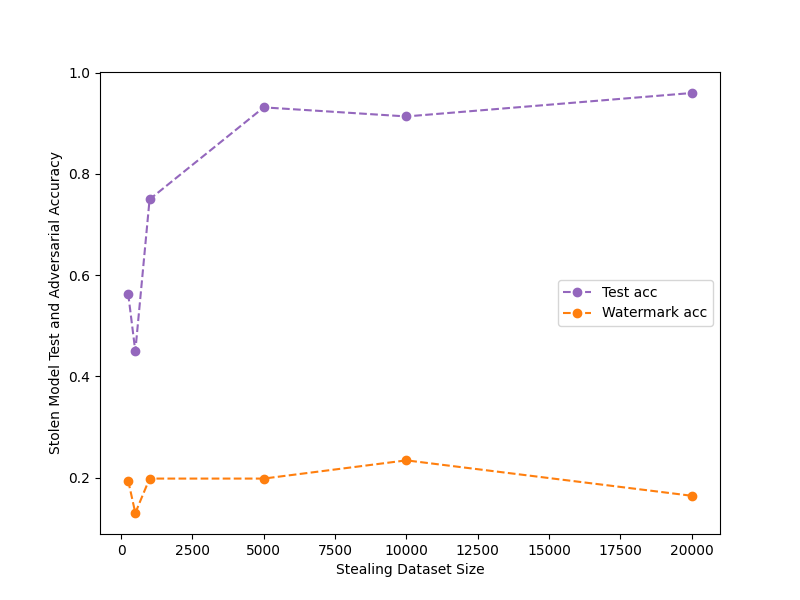 1.0
0.8
0.6
0.4
0.2
Stolen Model Test and Adversarial Accuracy
Test acc
Watermark acc
0 2500 5000 7500 10000 12500 15000 17500 20000
Stealing Dataset Size